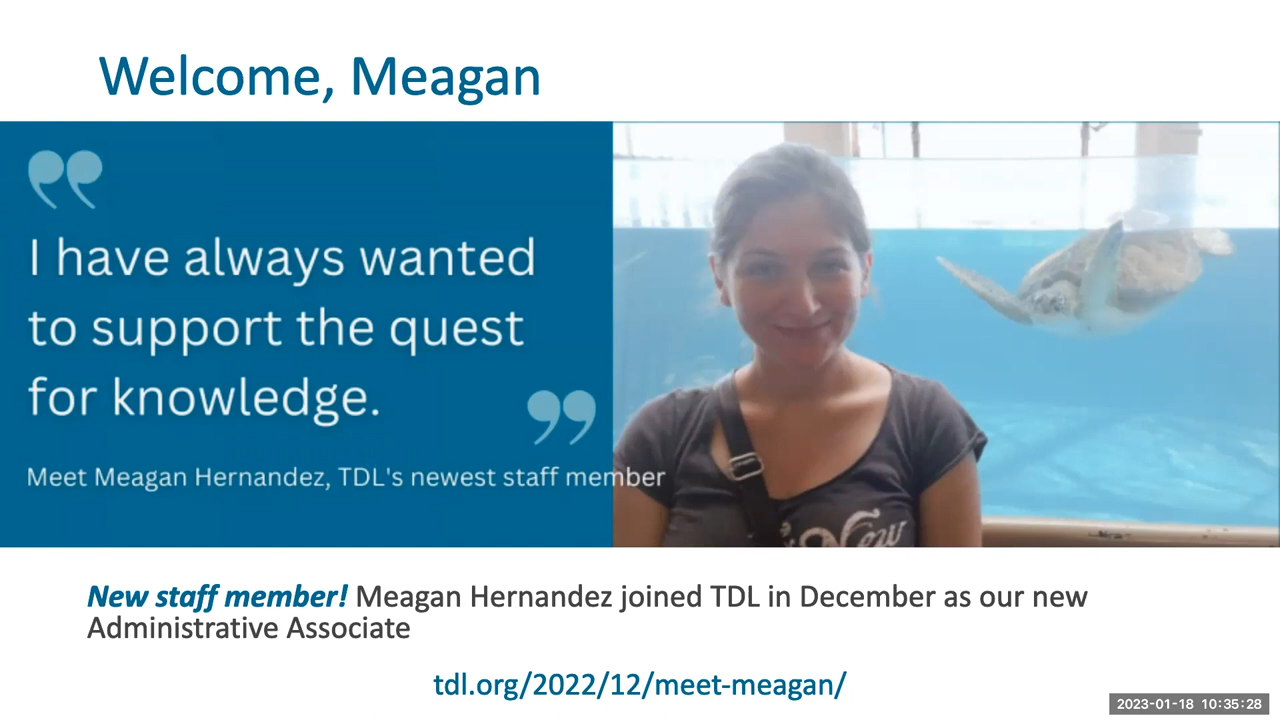 Welcome, Meagan
“
I have always wanted
to support the quest
for knowledge.
”
Meet Meagan Hernandez, TDL's newest staff member
New
New staff member! Meagan Hernandez joined TDL in December as our new
Administrative Associate
tdl.org/2022/12/meet-meagan/
2023-01-18 10:35:28